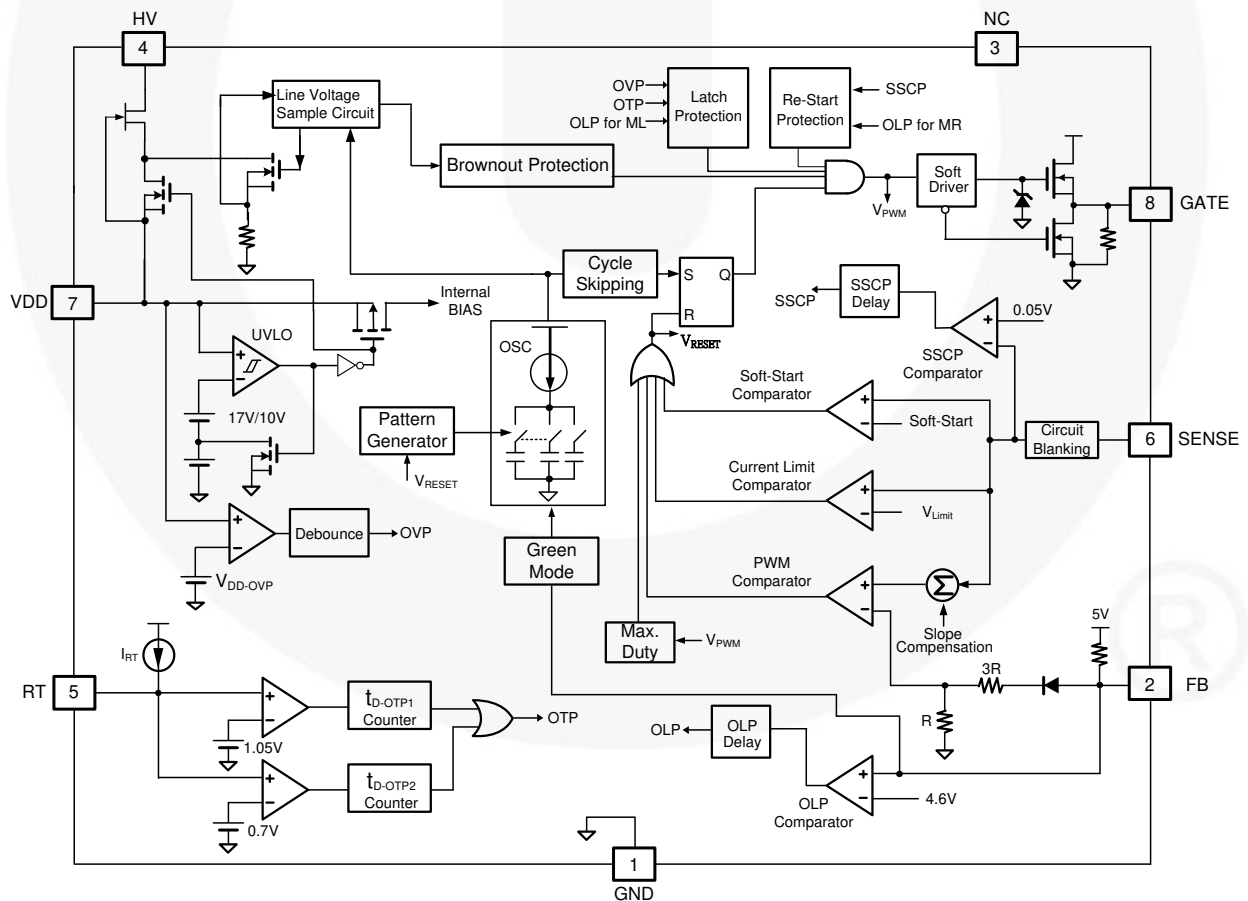 HV
4
NC
3
Line Voltage
Sample Circuit
OVP
OTP
OLP for ML
Latch
Protection
Re-Start
Protection
SSCP
OLP for MR
Brownout Protection
VPWM
Soft
Driver
8
GATE
VDD
7
Internal
BIAS
Cycle
Skipping
S
Q
R
VRESET
SSCP
SSCP
Delay
+
−
0.05V
SSCP
Comparator
UVLO
+
−
17V/10V
OSC
Pattern
Generator
VRESET
Soft-Start
Comparator
+
−
Soft-Start
Circuit
Blanking
6
SENSE
Current Limit
Comparator
+
−
VLimit
+
−
Debounce
OVP
VDD-OVP
Green
Mode
PWM
Comparator
+
−
Σ
Slope
Compensation
Max.
Duty
VPWM
5V
3R
R
2
FB
IRT
RT
5
+
−
1.05V
tD-OTP1
Counter
OTP
+
−
0.7V
tD-OTP2
Counter
OLP
OLP
Delay
+
−
4.6V
OLP
Comparator
1
GND
®